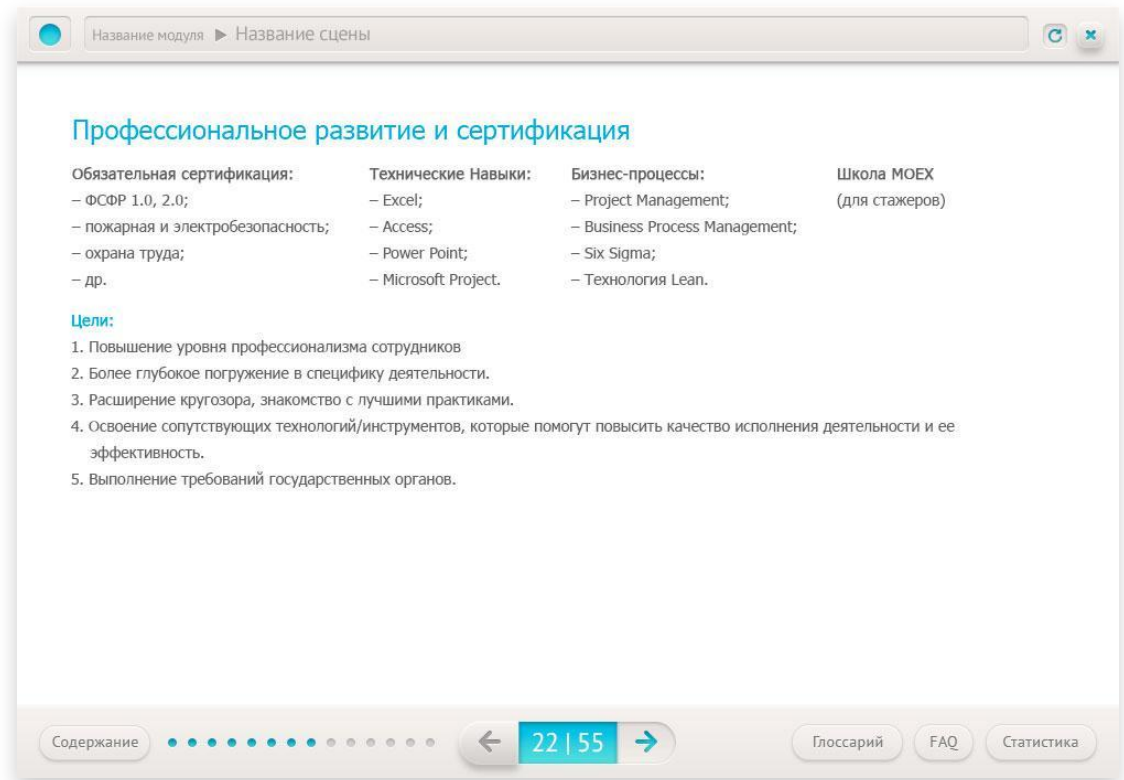 Название модуля ▶ Название сцены
Профессиональное развитие и сертификация
Обязательная сертификация:
– ФСФР 1.0, 2.0;
– пожарная и электробезопасность;
– охрана труда;
– др.
Технические Навыки:
– Excel;
– Access;
– Power Point;
– Microsoft Project.
Бизнес-процессы:
– Project Management;
– Business Process Management;
– Six Sigma;
– Технология Lean.
Школа MOEX
(для стажеров)
Цели:
1. Повышение уровня профессионализма сотрудников
2. Более глубокое погружение в специфику деятельности.
3. Расширение кругозора, знакомство с лучшими практиками.
4. Освоение сопутствующих технологий/инструментов, которые помогут повысить качество исполнения деятельности и ее
эффективность.
5. Выполнение требований государственных органов.
Содержание
22 | 55
Глоссарий
FAQ
Статистика